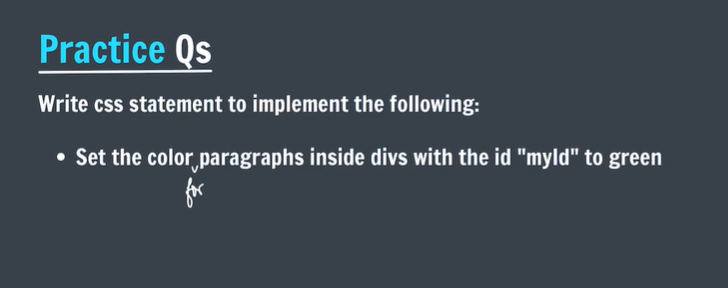 Practice Qs
Write css statement to implement the following:
• Set the color paragraphs inside divs with the id "myId" to green
for